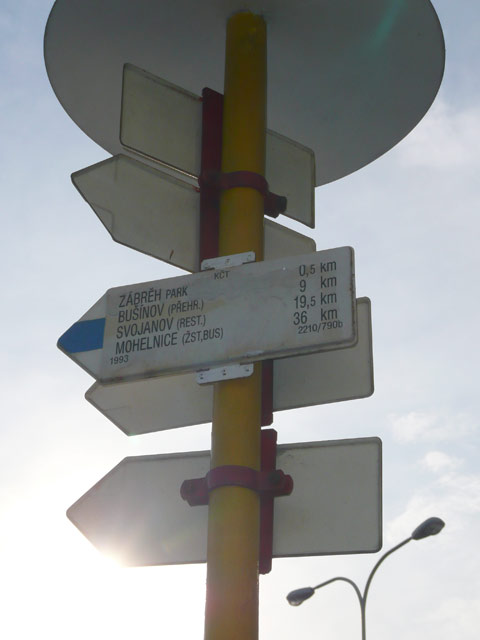 KČT
ZÁBŘEH PARK 0,5 km
BUŠÍNOV (PŘEHR.) 9 km
SVOJANOV (REST.) 19,5 km
MOHELNICE (ŽST,BUS) 36 km
1993 2210/790b